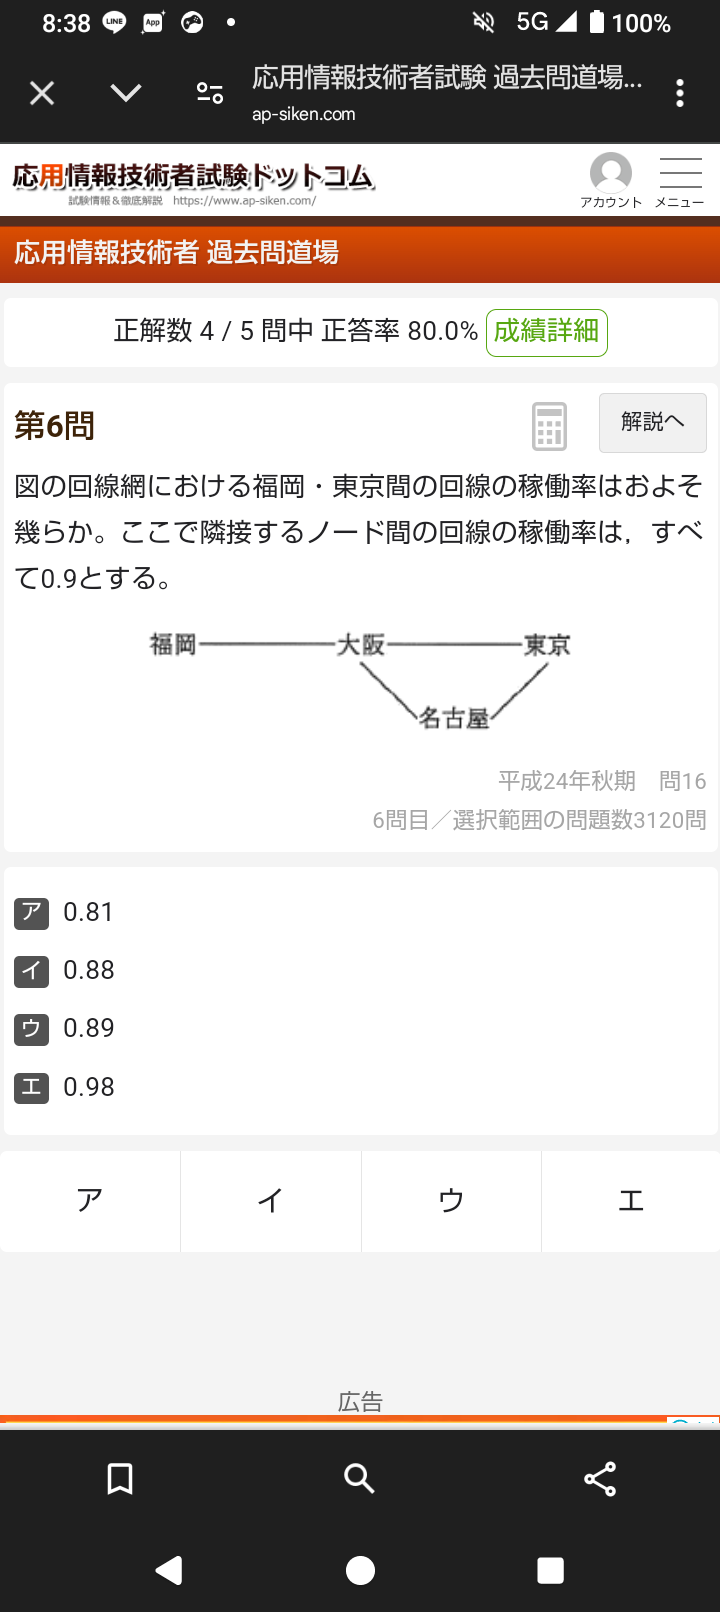 8:38
LINE
App
5G
100%
応用情報技術者試験 過去問道場...
ap-siken.com
応用情報技術者試験ドットコム
試験情報＆徹底解説 https://www.ap-siken.com/
アカウント
メニュー
応用情報技術者 過去問道場
正解数 4 / 5 問中 正答率 80.0% 成績詳細
第6問
解説へ
図の回線網における福岡・東京間の回線の稼働率はおよそ
幾らか。ここで隣接するノード間の回線の稼働率は，すべ
て0.9とする。
福岡 大阪 東京
名古屋
平成24年秋期　問16
6問目／選択範囲の問題数3120問
ア 0.81
イ 0.88
ウ 0.89
エ 0.98
ア イ ウ エ
広告